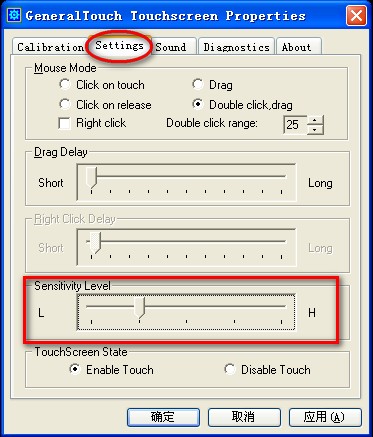 GeneralTouch Touchscreen Properties
Calibration Settings Sound Diagnostics About
Mouse Mode
Click on touch Drag
Click on release Double click,drag
Right click Double click range: 25
Drag Delay
Short Long
Right Click Delay
Short Long
Sensitivity Level
L H
TouchScreen State
Enable Touch Disable Touch
确定 取消 应用(A)